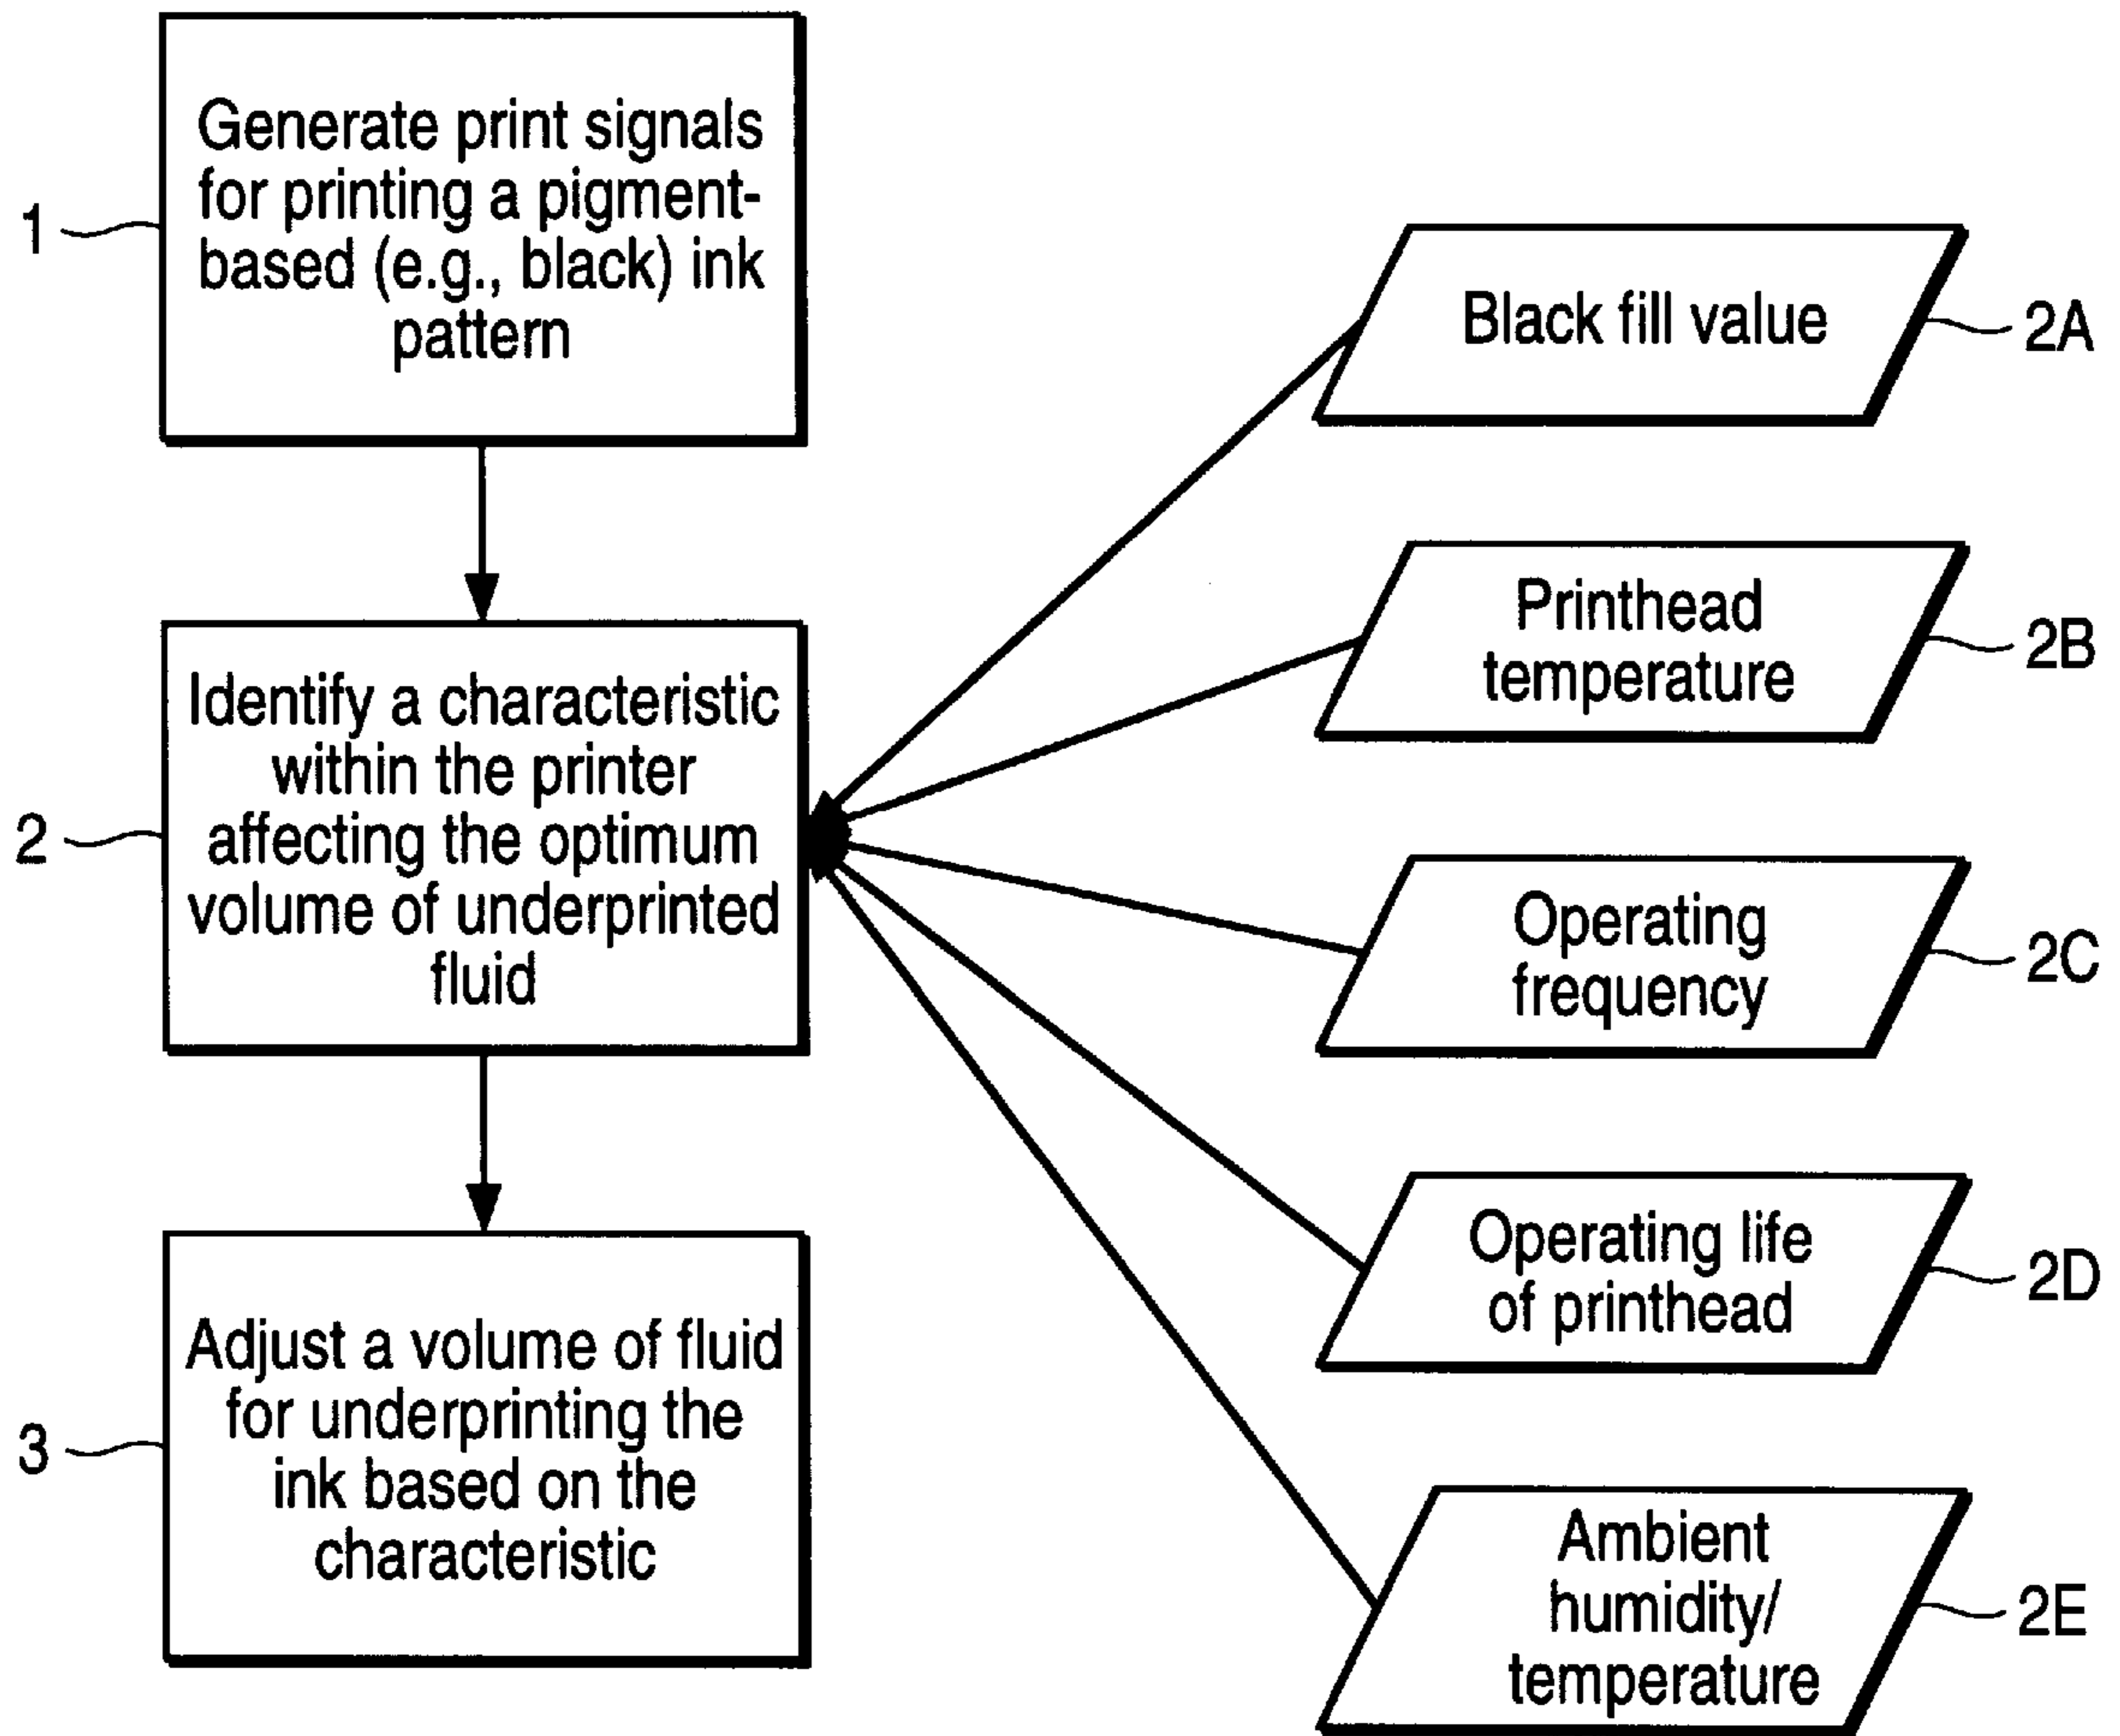 1
Generate print signals
for printing a pigment-
based (e.g., black) ink
pattern
2
Identify a characteristic
within the printer
affecting the optimum
volume of underprinted
fluid
3
Adjust a volume of fluid
for underprinting the
ink based on the
characteristic
Black fill value
2A
Printhead
temperature
2B
Operating
frequency
2C
Operating life
of printhead
2D
Ambient
humidity/
temperature
2E